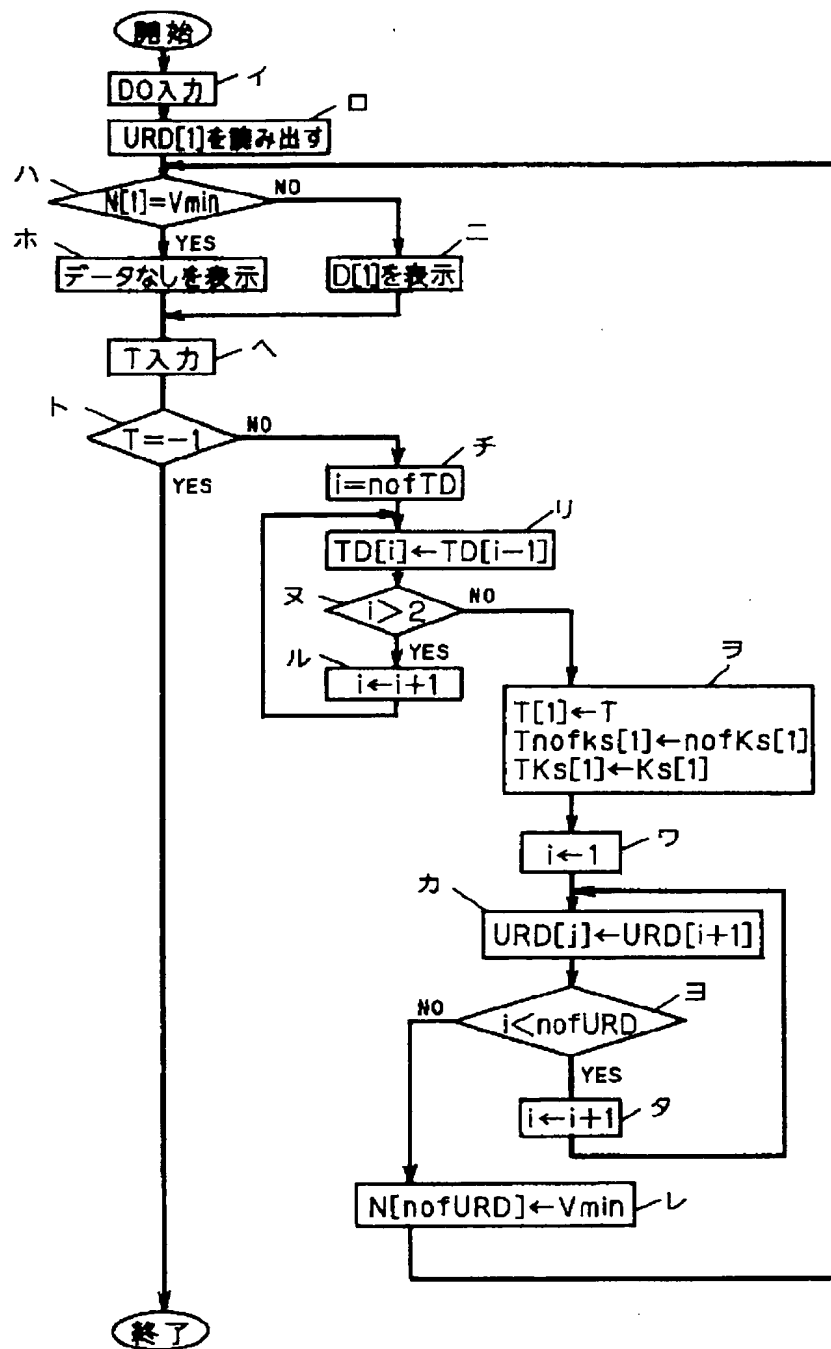 開始
イ
DO入力
ロ
URD[1]を読み出す
ハ
N[1]=Vmin
NO
YES
ホ
データなしを表示
ニ
D[1]を表示
T入力
ヘ
ト
T=-1
NO
YES
チ
i=nofTD
リ
TD[i]←TD[i-1]
ヌ
i>2
NO
YES
ル
i←i+1
ヲ
T[1]←T
Tnofks[1]←nofKs[1]
TKs[1]←Ks[1]
i←1
ワ
カ
URD[j]←URD[i+1]
ヨ
i<nofURD
NO
YES
i←i+1
タ
N[nofURD]←Vmin
レ
終了